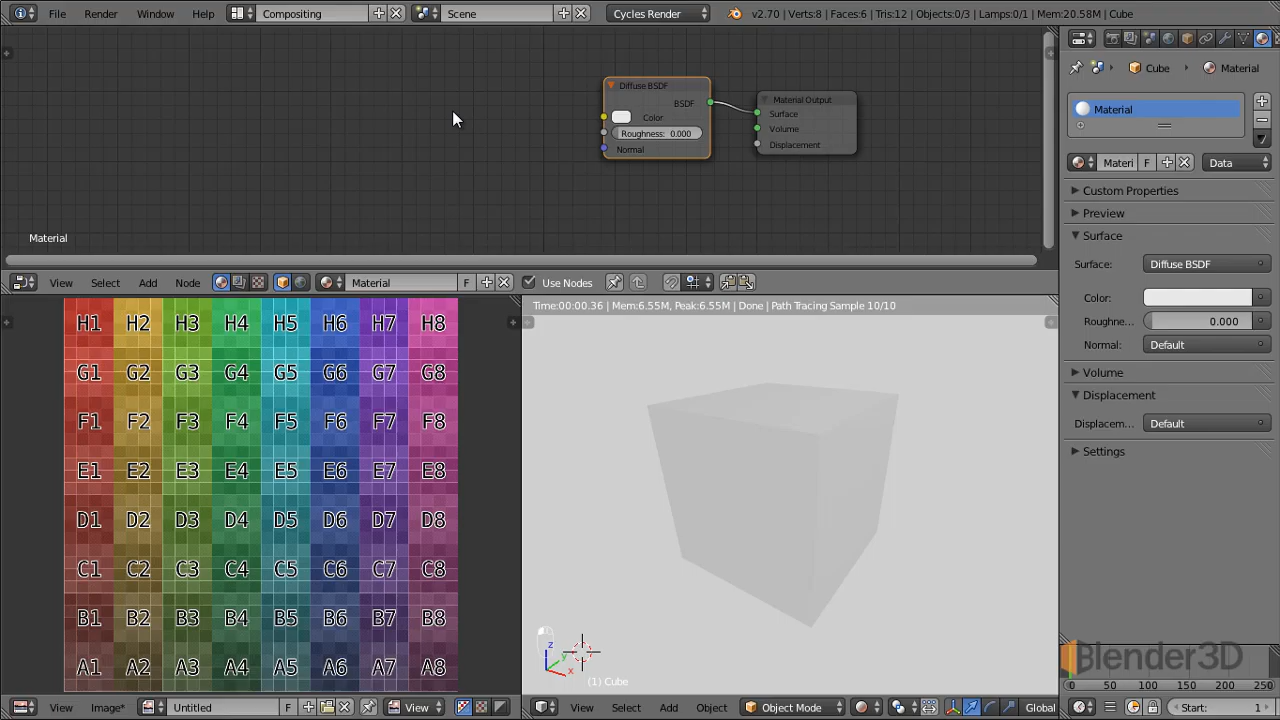 File Render Window Help Compositing Scene Cycles Render v2.70 | Verts:8 | Faces:6 | Tris:12 | Objects:0/3 | Lamps:0/1 | Mem:20.58M | Cube
Cube Material
Diffuse BSDF
BSDF
Color
Roughness: 0.000
Normal
Material Output
Surface
Volume
Displacement
Material
Materi F Data
Custom Properties
Preview
Surface
Surface: Diffuse BSDF
Color:
Roughne... 0.000
Normal: Default
Volume
Displacement
Displacem... Default
Settings
Material
View Select Add Node Material F Use Nodes
Time:00:00.36 | Mem:6.55M, Peak:6.55M | Done | Path Tracing Sample 10/10
H1 H2 H3 H4 H5 H6 H7 H8
G1 G2 G3 G4 G5 G6 G7 G8
F1 F2 F3 F4 F5 F6 F7 F8
E1 E2 E3 E4 E5 E6 E7 E8
D1 D2 D3 D4 D5 D6 D7 D8
C1 C2 C3 C4 C5 C6 C7 C8
B1 B2 B3 B4 B5 B6 B7 B8
A1 A2 A3 A4 A5 A6 A7 A8
z
y
x
(1) Cube
Blender3D
0 50 100 150 200 250
View Image* Untitled F View
View Select Add Object Object Mode Global
Start: 1